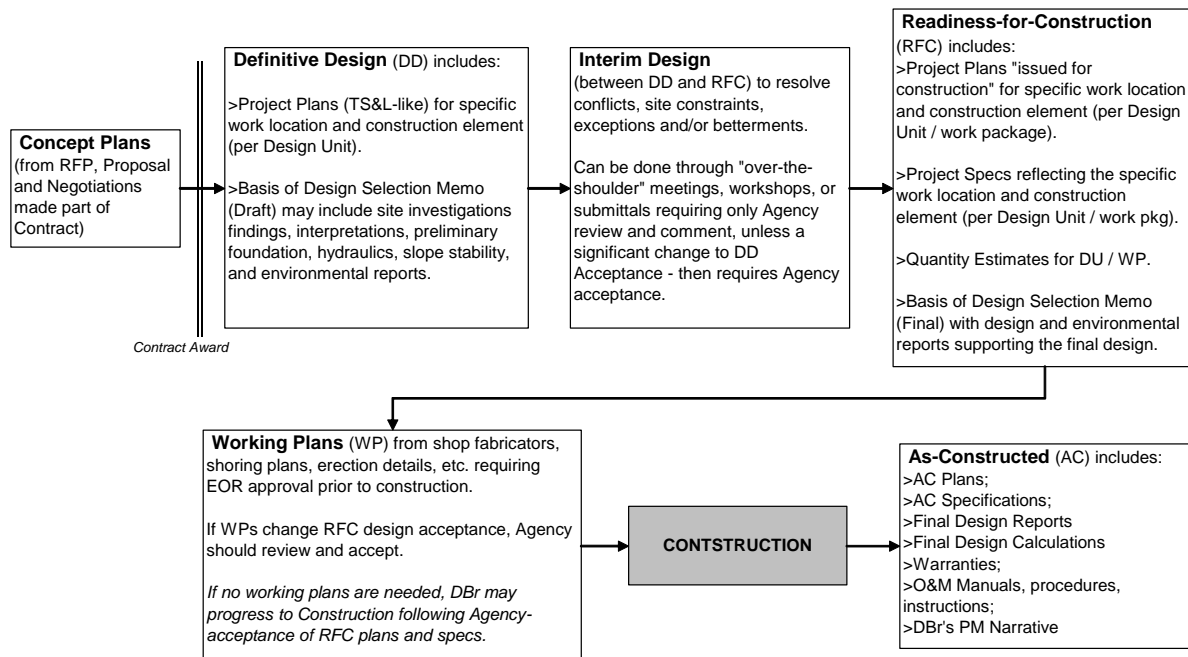 Concept Plans
(from RFP, Proposal
and Negotiations
made part of
Contract)
Contract Award
Definitive Design (DD) includes:
>Project Plans (TS&L-like) for specific
work location and construction element
(per Design Unit).
>Basis of Design Selection Memo
(Draft) may include site investigations
findings, interpretations, preliminary
foundation, hydraulics, slope stability,
and environmental reports.
Interim Design
(between DD and RFC) to resolve
conflicts, site constraints,
exceptions and/or betterments.
Can be done through "over-the-
shoulder" meetings, workshops, or
submittals requiring only Agency
review and comment, unless a
significant change to DD
Acceptance - then requires Agency
acceptance.
Readiness-for-Construction
(RFC) includes:
>Project Plans "issued for
construction" for specific work location
and construction element (per Design
Unit / work package).
>Project Specs reflecting the specific
work location and construction
element (per Design Unit / work pkg).
>Quantity Estimates for DU / WP.
>Basis of Design Selection Memo
(Final) with design and environmental
reports supporting the final design.
Working Plans (WP) from shop fabricators,
shoring plans, erection details, etc. requiring
EOR approval prior to construction.
If WPs change RFC design acceptance, Agency
should review and accept.
If no working plans are needed, DBr may
progress to Construction following Agency-
acceptance of RFC plans and specs.
CONTSTRUCTION
As-Constructed (AC) includes:
>AC Plans;
>AC Specifications;
>Final Design Reports
>Final Design Calculations
>Warranties;
>O&M Manuals, procedures,
instructions;
>DBr's PM Narrative